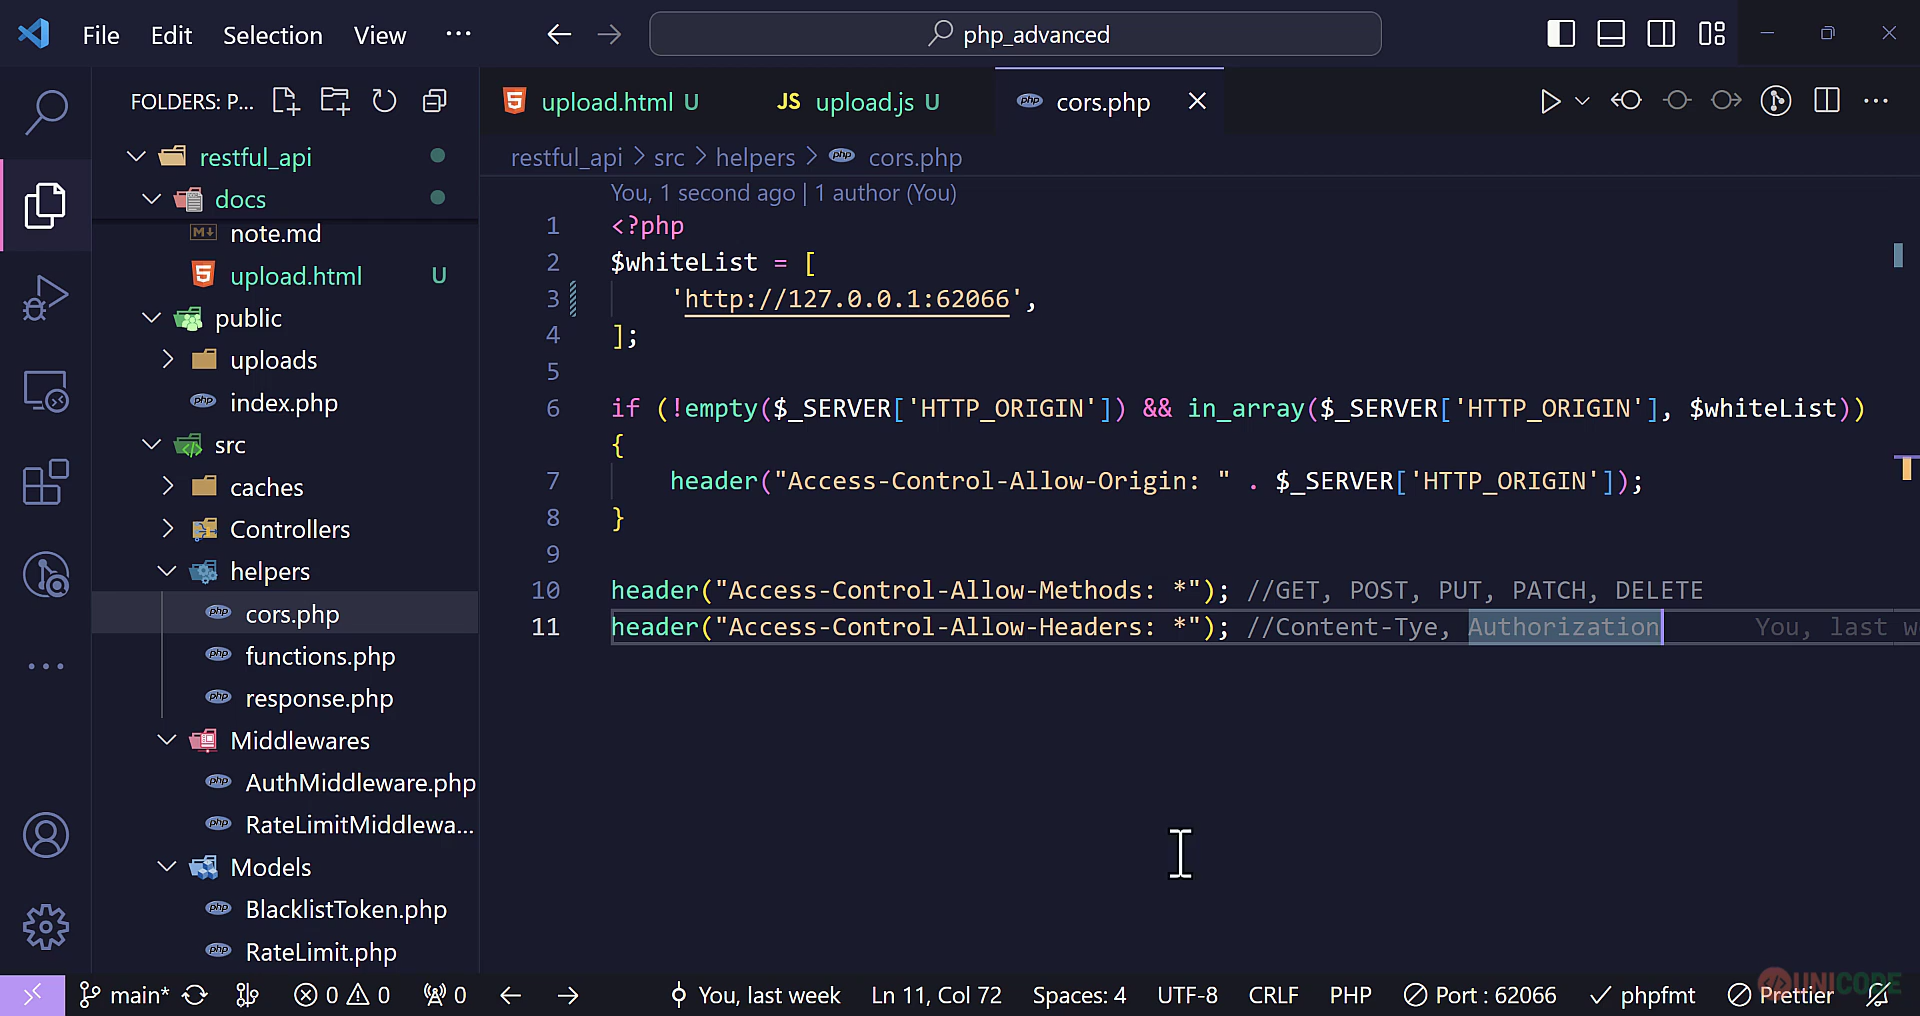 File Edit Selection View ··· php_advanced
FOLDERS: P...
restful_api
docs
note.md
upload.html U
public
uploads
index.php
src
caches
Controllers
helpers
cors.php
functions.php
response.php
Middlewares
AuthMiddleware.php
RateLimitMiddlewa...
Models
BlacklistToken.php
RateLimit.php
upload.html U JS upload.js U php cors.php
restful_api > src > helpers > php cors.php
You, 1 second ago | 1 author (You)
1 <?php
2 $whiteList = [
3 'http://127.0.0.1:62066',
4 ];
5
6 if (!empty($_SERVER['HTTP_ORIGIN']) && in_array($_SERVER['HTTP_ORIGIN'], $whiteList))
{
7 header("Access-Control-Allow-Origin: " . $_SERVER['HTTP_ORIGIN']);
8 }
9
10 header("Access-Control-Allow-Methods: *"); //GET, POST, PUT, PATCH, DELETE
11 header("Access-Control-Allow-Headers: *"); //Content-Tye, Authorization You, last w
main* 0 0 0 You, last week Ln 11, Col 72 Spaces: 4 UTF-8 CRLF PHP Port : 62066 phpfmt Prettier
UNICODE